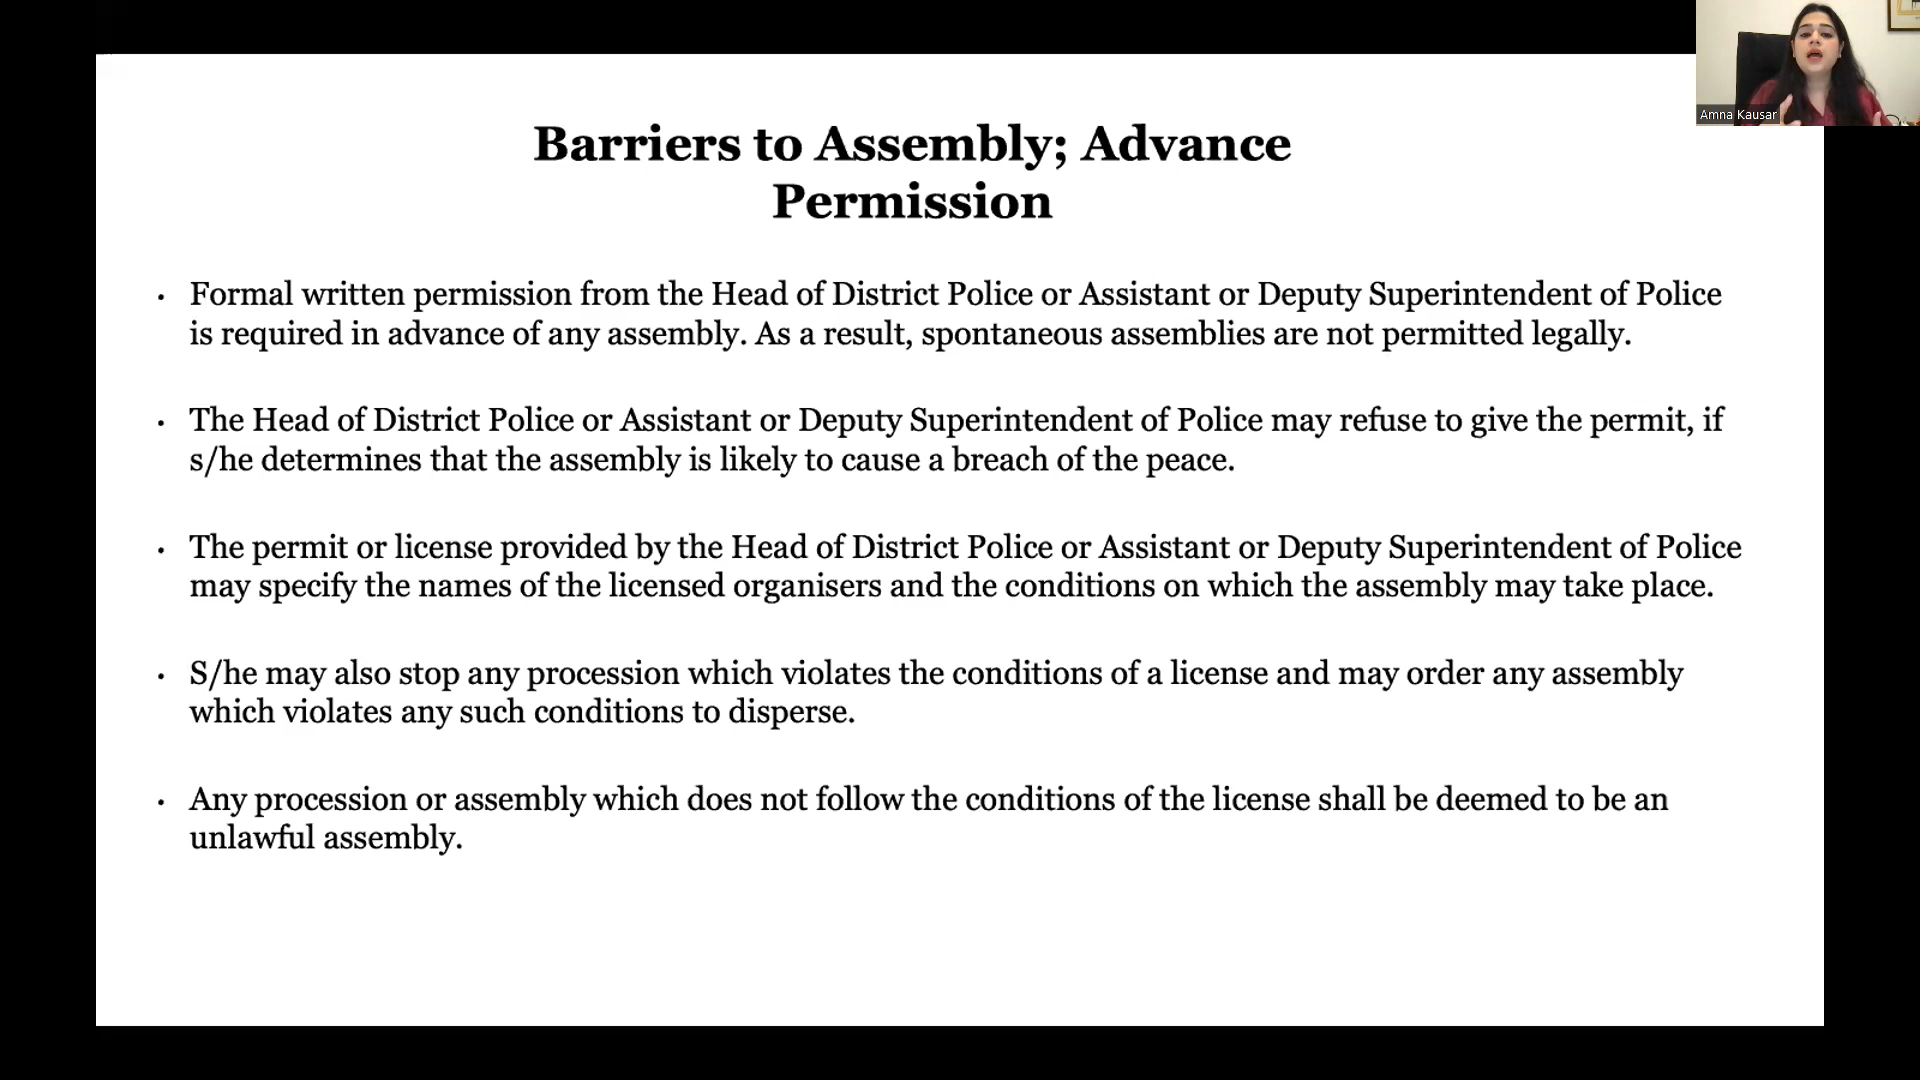 Amna Kausar
Barriers to Assembly; Advance
Permission
• Formal written permission from the Head of District Police or Assistant or Deputy Superintendent of Police
is required in advance of any assembly. As a result, spontaneous assemblies are not permitted legally.
• The Head of District Police or Assistant or Deputy Superintendent of Police may refuse to give the permit, if
s/he determines that the assembly is likely to cause a breach of the peace.
• The permit or license provided by the Head of District Police or Assistant or Deputy Superintendent of Police
may specify the names of the licensed organisers and the conditions on which the assembly may take place.
• S/he may also stop any procession which violates the conditions of a license and may order any assembly
which violates any such conditions to disperse.
• Any procession or assembly which does not follow the conditions of the license shall be deemed to be an
unlawful assembly.